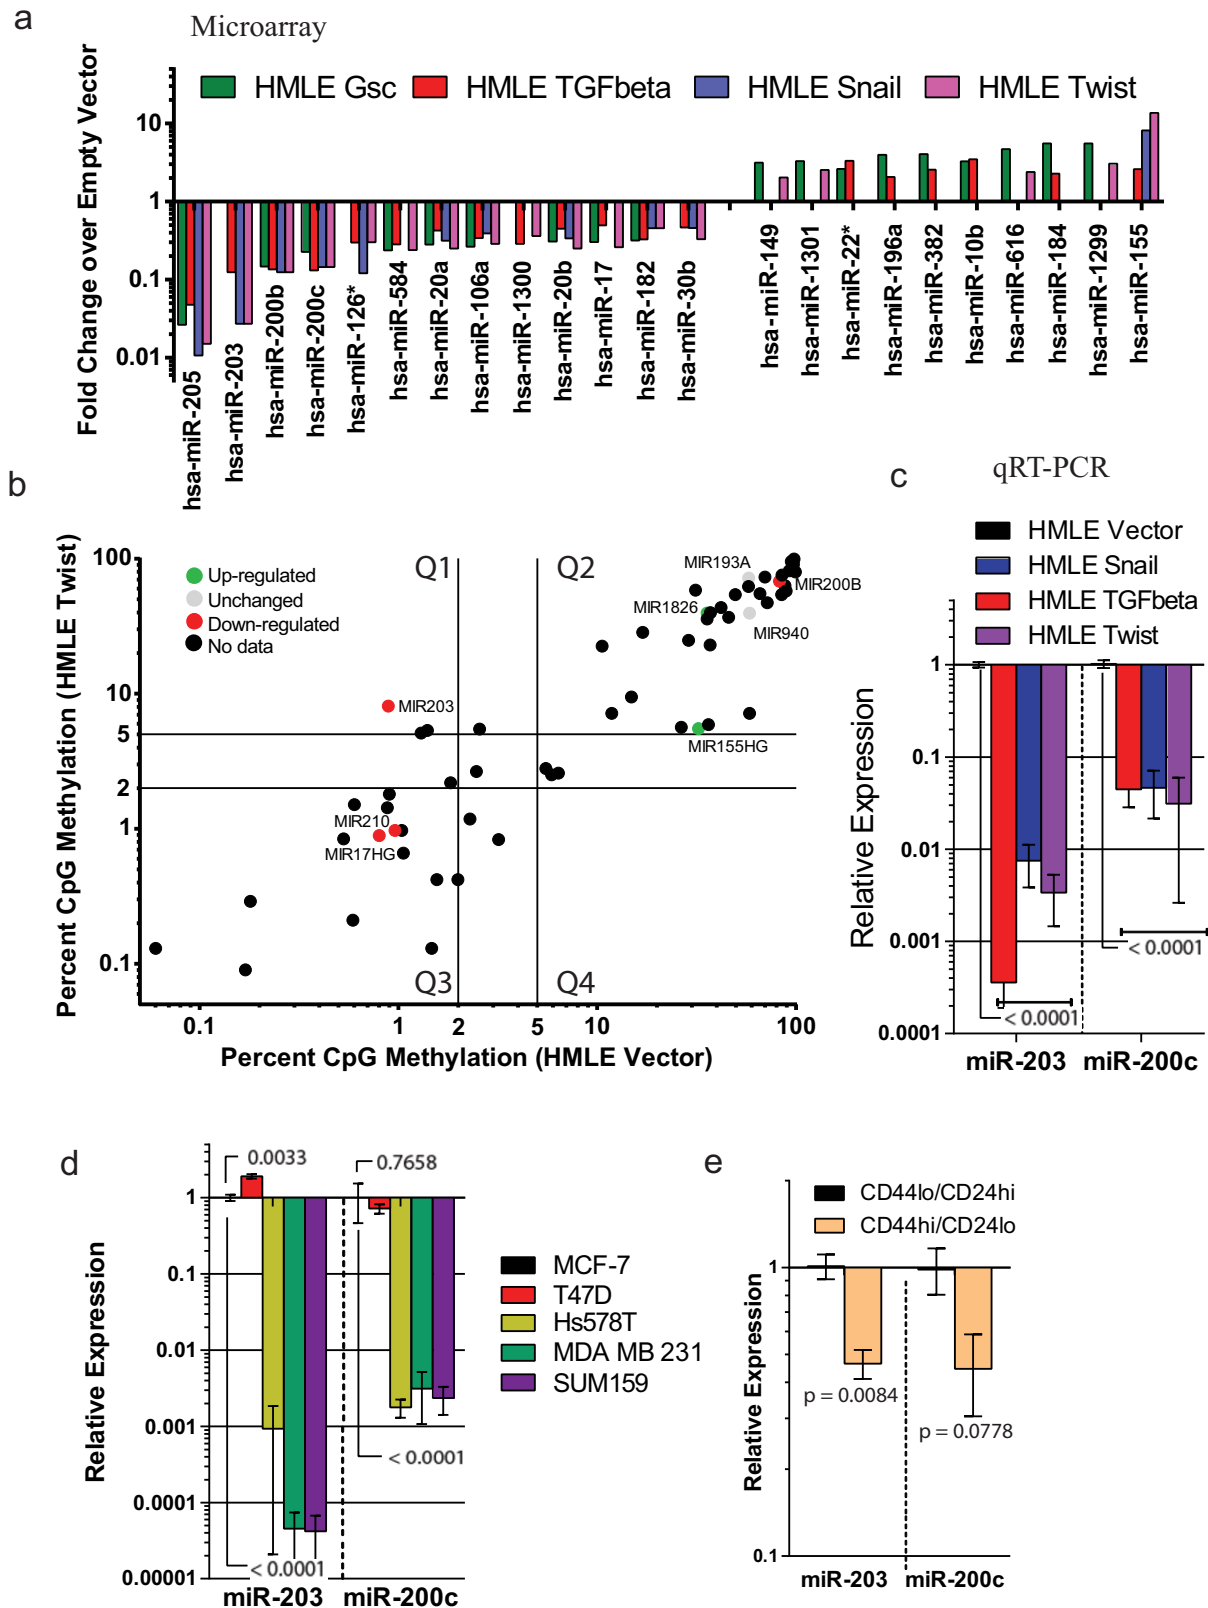 a
Microarray
Fold Change over Empty Vector
HMLE Gsc
HMLE TGFbeta
HMLE Snail
HMLE Twist
10
1
0.1
0.01
hsa-miR-205
hsa-miR-203
hsa-miR-200b
hsa-miR-200c
hsa-miR-126*
hsa-miR-584
hsa-miR-20a
hsa-miR-106a
hsa-miR-1300
hsa-miR-20b
hsa-miR-17
hsa-miR-182
hsa-miR-30b
hsa-miR-149
hsa-miR-1301
hsa-miR-22*
hsa-miR-196a
hsa-miR-382
hsa-miR-10b
hsa-miR-616
hsa-miR-184
hsa-miR-1299
hsa-miR-155
b
Percent CpG Methylation (HMLE Twist)
100
10
5
2
1
0.1
Up-regulated
Unchanged
Down-regulated
No data
Q1
Q2
Q3
Q4
MIR193A
MIR200B
MIR1826
MIR940
MIR203
MIR155HG
MIR210
MIR17HG
0.1
1
2
5
10
100
Percent CpG Methylation (HMLE Vector)
c
qRT-PCR
HMLE Vector
HMLE Snail
HMLE TGFbeta
HMLE Twist
Relative Expression
1
0.1
0.01
0.001
0.0001
< 0.0001
< 0.0001
miR-203
miR-200c
d
Relative Expression
1
0.1
0.01
0.001
0.0001
0.00001
0.0033
0.7658
< 0.0001
< 0.0001
miR-203
miR-200c
MCF-7
T47D
Hs578T
MDA MB 231
SUM159
e
CD44lo/CD24hi
CD44hi/CD24lo
Relative Expression
1
0.1
p = 0.0084
p = 0.0778
miR-203
miR-200c